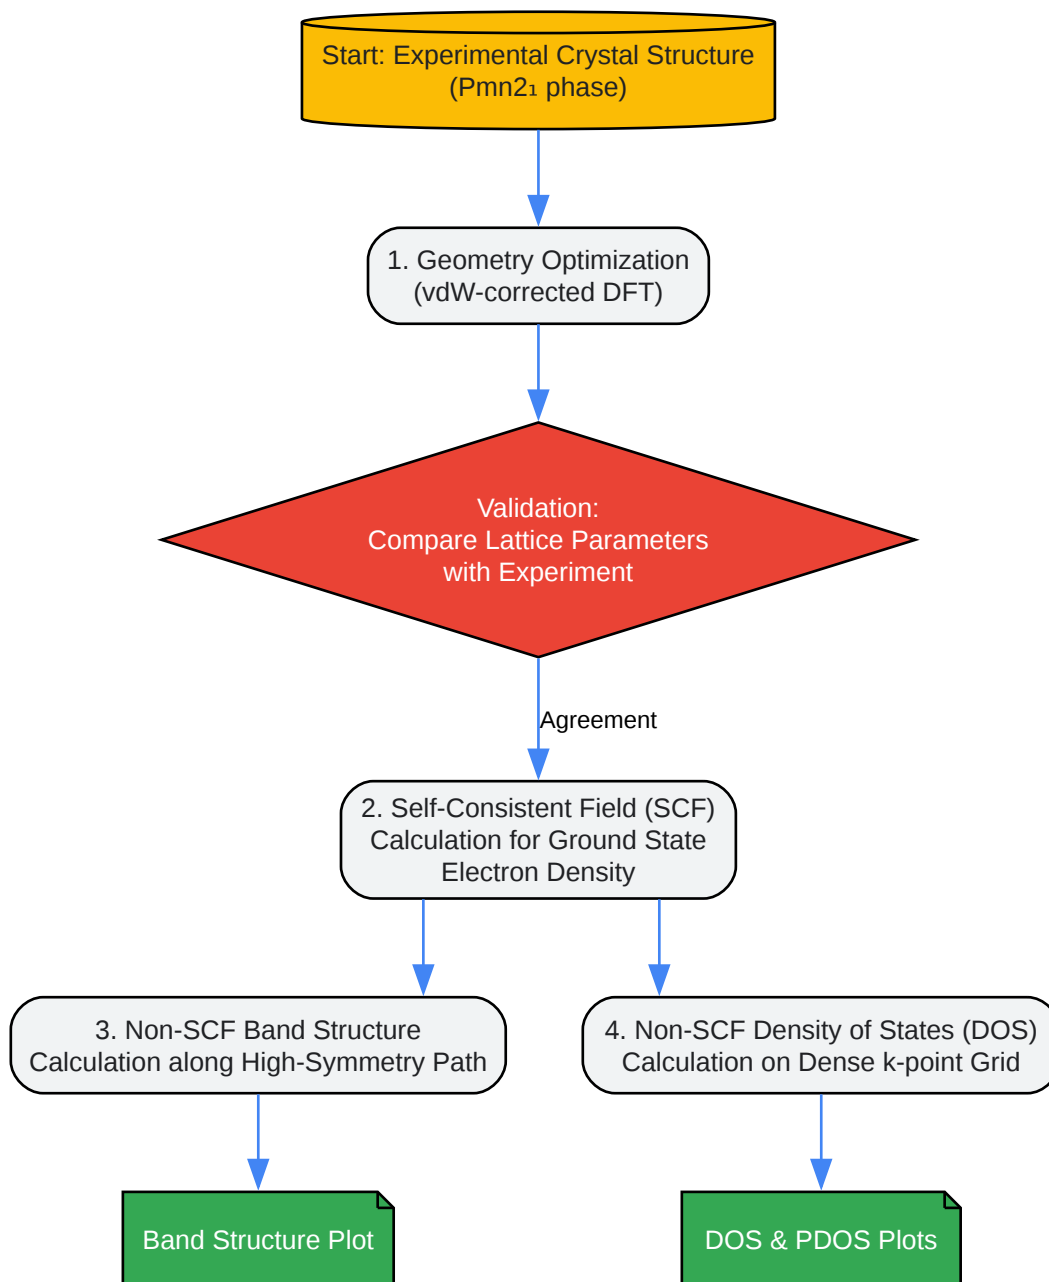 Start: Experimental Crystal Structure
(Pmn2₁ phase)
1. Geometry Optimization
(vdW-corrected DFT)
Validation:
Compare Lattice Parameters
with Experiment
Agreement
2. Self-Consistent Field (SCF)
Calculation for Ground State
Electron Density
3. Non-SCF Band Structure
Calculation along High-Symmetry Path
4. Non-SCF Density of States (DOS)
Calculation on Dense k-point Grid
Band Structure Plot
DOS & PDOS Plots